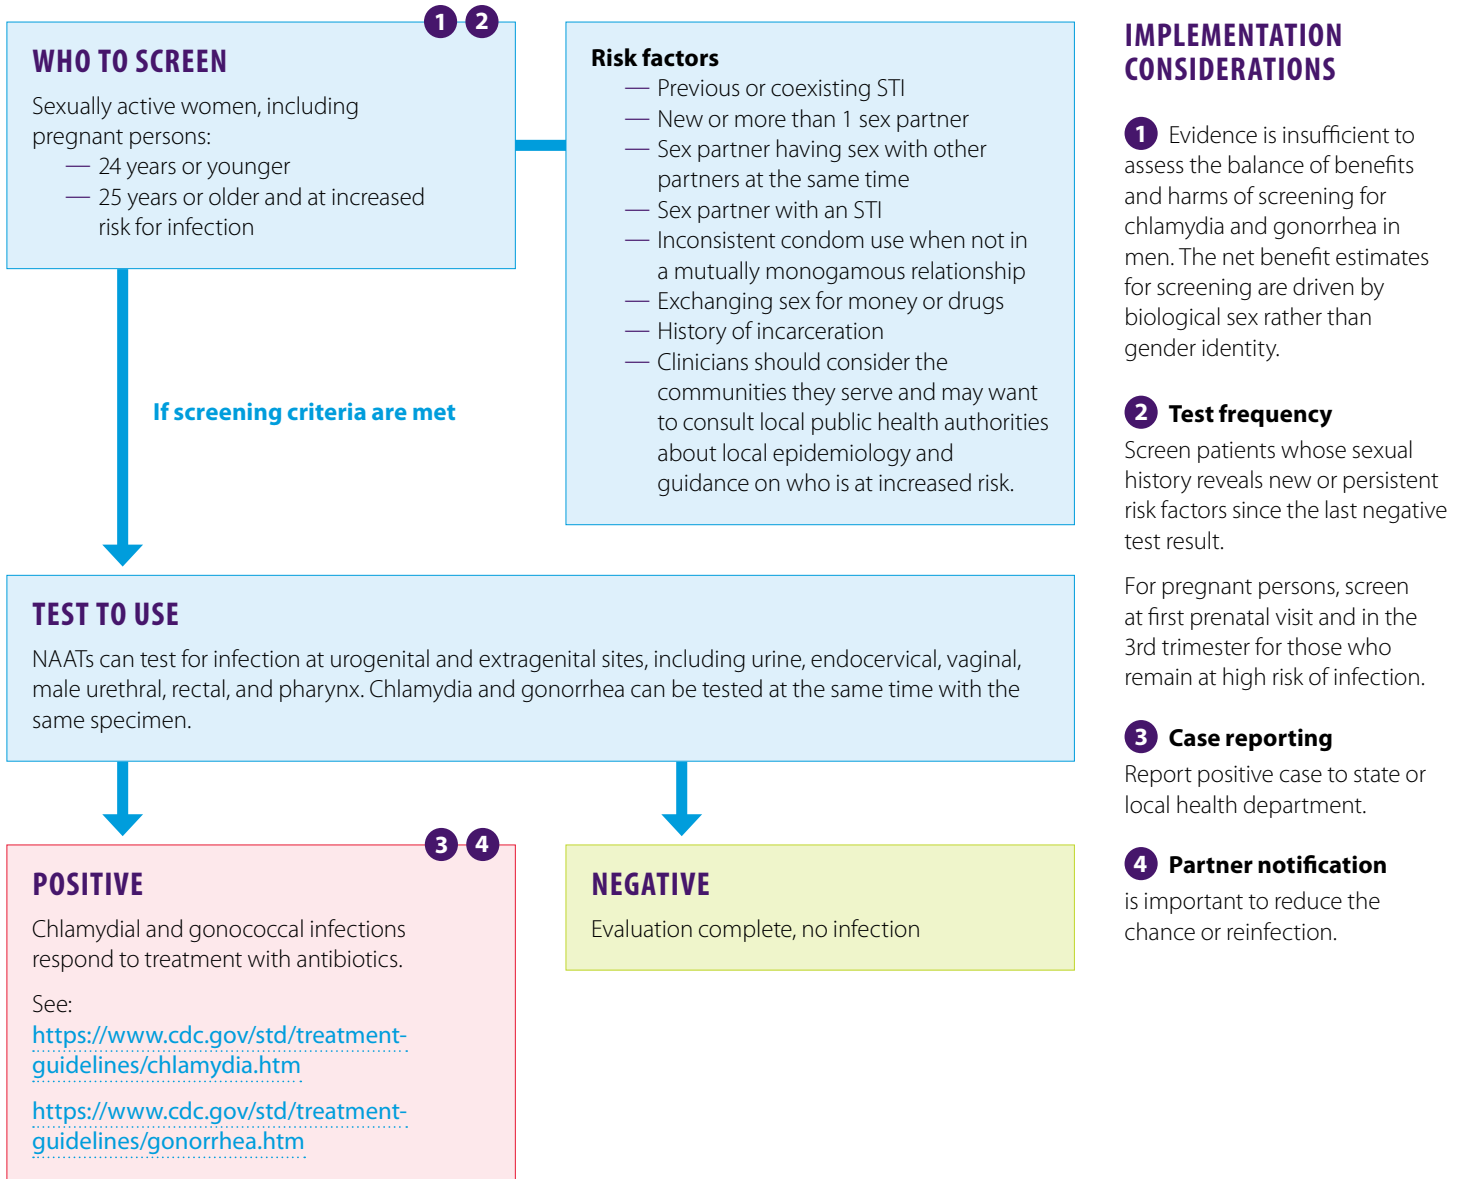 1 2
WHO TO SCREEN
Sexually active women, including
pregnant persons:
— 24 years or younger
— 25 years or older and at increased
risk for infection
Risk factors
— Previous or coexisting STI
— New or more than 1 sex partner
— Sex partner having sex with other
partners at the same time
— Sex partner with an STI
— Inconsistent condom use when not in
a mutually monogamous relationship
— Exchanging sex for money or drugs
— History of incarceration
— Clinicians should consider the
communities they serve and may want
to consult local public health authorities
about local epidemiology and
guidance on who is at increased risk.
If screening criteria are met
TEST TO USE
NAATs can test for infection at urogenital and extragenital sites, including urine, endocervical, vaginal,
male urethral, rectal, and pharynx. Chlamydia and gonorrhea can be tested at the same time with the
same specimen.
3 4
POSITIVE
Chlamydial and gonococcal infections
respond to treatment with antibiotics.
See:
https://www.cdc.gov/std/treatment-
guidelines/chlamydia.htm
https://www.cdc.gov/std/treatment-
guidelines/gonorrhea.htm
NEGATIVE
Evaluation complete, no infection
IMPLEMENTATION
CONSIDERATIONS
1 Evidence is insufficient to
assess the balance of benefits
and harms of screening for
chlamydia and gonorrhea in
men. The net benefit estimates
for screening are driven by
biological sex rather than
gender identity.
2 Test frequency
Screen patients whose sexual
history reveals new or persistent
risk factors since the last negative
test result.
For pregnant persons, screen
at first prenatal visit and in the
3rd trimester for those who
remain at high risk of infection.
3 Case reporting
Report positive case to state or
local health department.
4 Partner notification
is important to reduce the
chance or reinfection.